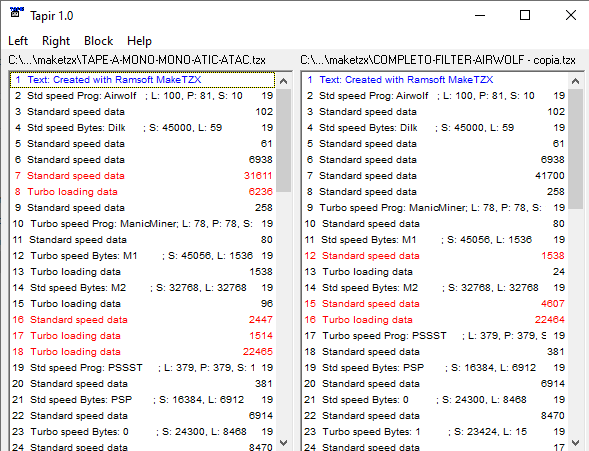 Tapir 1.0
Left Right Block Help
C:\...\maketzx\TAPE-A-MONO-MONO-ATIC-ATAC.tzx
1 Text: Created with Ramsoft MakeTZX
2 Std speed Prog: Airwolf ; L: 100, P: 81, S: 10 19
3 Standard speed data 102
4 Std speed Bytes: Dilk ; S: 45000, L: 59 19
5 Standard speed data 61
6 Standard speed data 6938
7 Standard speed data 31611
8 Turbo loading data 6236
9 Standard speed data 258
10 Turbo speed Prog: ManicMiner; L: 78, P: 78, S: 19
11 Standard speed data 80
12 Turbo speed Bytes: M1 ; S: 45056, L: 1536 19
13 Turbo loading data 1538
14 Std speed Bytes: M2 ; S: 32768, L: 32768 19
15 Turbo loading data 96
16 Standard speed data 2447
17 Turbo loading data 1514
18 Turbo loading data 22465
19 Std speed Prog: PSSST ; L: 379, P: 379, S: 1 19
20 Standard speed data 381
21 Std speed Bytes: PSP ; S: 16384, L: 6912 19
22 Standard speed data 6914
23 Turbo speed Bytes: 0 ; S: 24300, L: 8468 19
24 Standard speed data 8470
C:\...\maketzx\COMPLETO-FILTER-AIRWOLF - copia.tzx
1 Text: Created with Ramsoft MakeTZX
2 Std speed Prog: Airwolf ; L: 100, P: 81, S: 10 19
3 Standard speed data 102
4 Std speed Bytes: Dilk ; S: 45000, L: 59 19
5 Standard speed data 61
6 Standard speed data 6938
7 Standard speed data 41700
8 Standard speed data 258
9 Turbo speed Prog: ManicMiner; L: 78, P: 78, S: 19
10 Standard speed data 80
11 Std speed Bytes: M1 ; S: 45056, L: 1536 19
12 Standard speed data 1538
13 Turbo loading data 24
14 Std speed Bytes: M2 ; S: 32768, L: 32768 19
15 Standard speed data 4607
16 Turbo loading data 22464
17 Turbo speed Prog: PSSST ; L: 379, P: 379, S: 19
18 Standard speed data 381
19 Std speed Bytes: PSP ; S: 16384, L: 6912 19
20 Standard speed data 6914
21 Std speed Bytes: 0 ; S: 24300, L: 8468 19
22 Standard speed data 8470
23 Turbo speed Bytes: 1 ; S: 23424, L: 15 19
24 Standard speed data 17